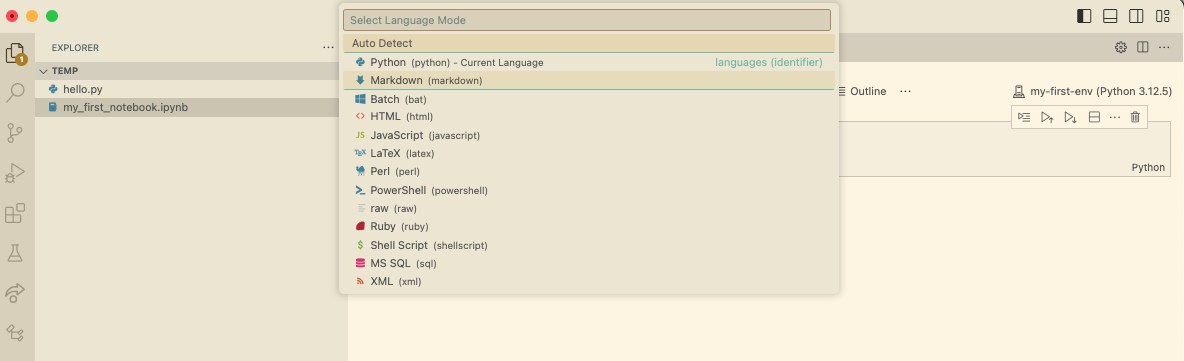 Select Language Mode
EXPLORER ...
Auto Detect
TEMP
Python (python) - Current Language languages (identifier)
hello.py
Markdown (markdown)
my_first_notebook.ipynb
Outline ...
my-first-env (Python 3.12.5)
Batch (bat)
HTML (html)
JS JavaScript (javascript)
LaTeX (latex)
Perl (perl)
Python
PowerShell (powershell)
raw (raw)
Ruby (ruby)
$ Shell Script (shellscript)
MS SQL (sql)
XML (xml)
1